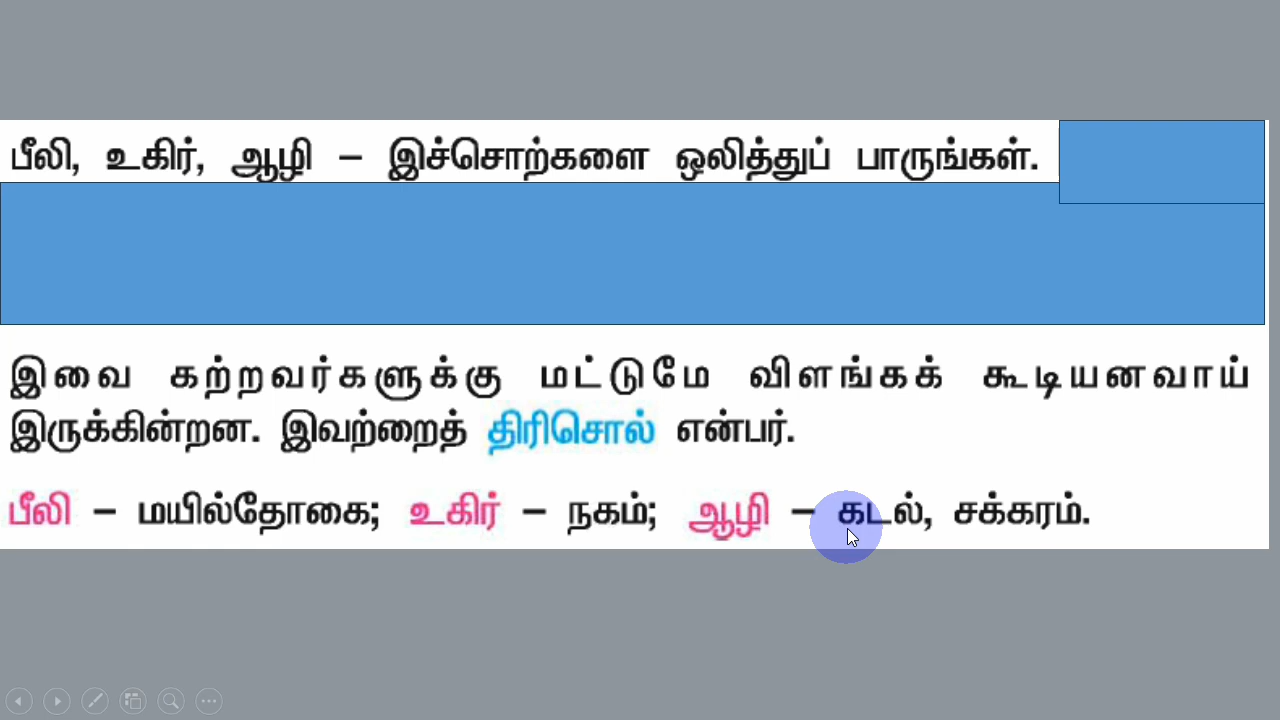 பீலி, உகிர், ஆழி – இச்சொற்களை ஒலித்துப் பாருங்கள்.
இவை கற்றவர்களுக்கு மட்டுமே விளங்கக் கூடியனவாய்
இருக்கின்றன. இவற்றைத் திரிசொல் என்பர்.
பீலி – மயில்தோகை; உகிர் – நகம்; ஆழி – கடல், சக்கரம்.